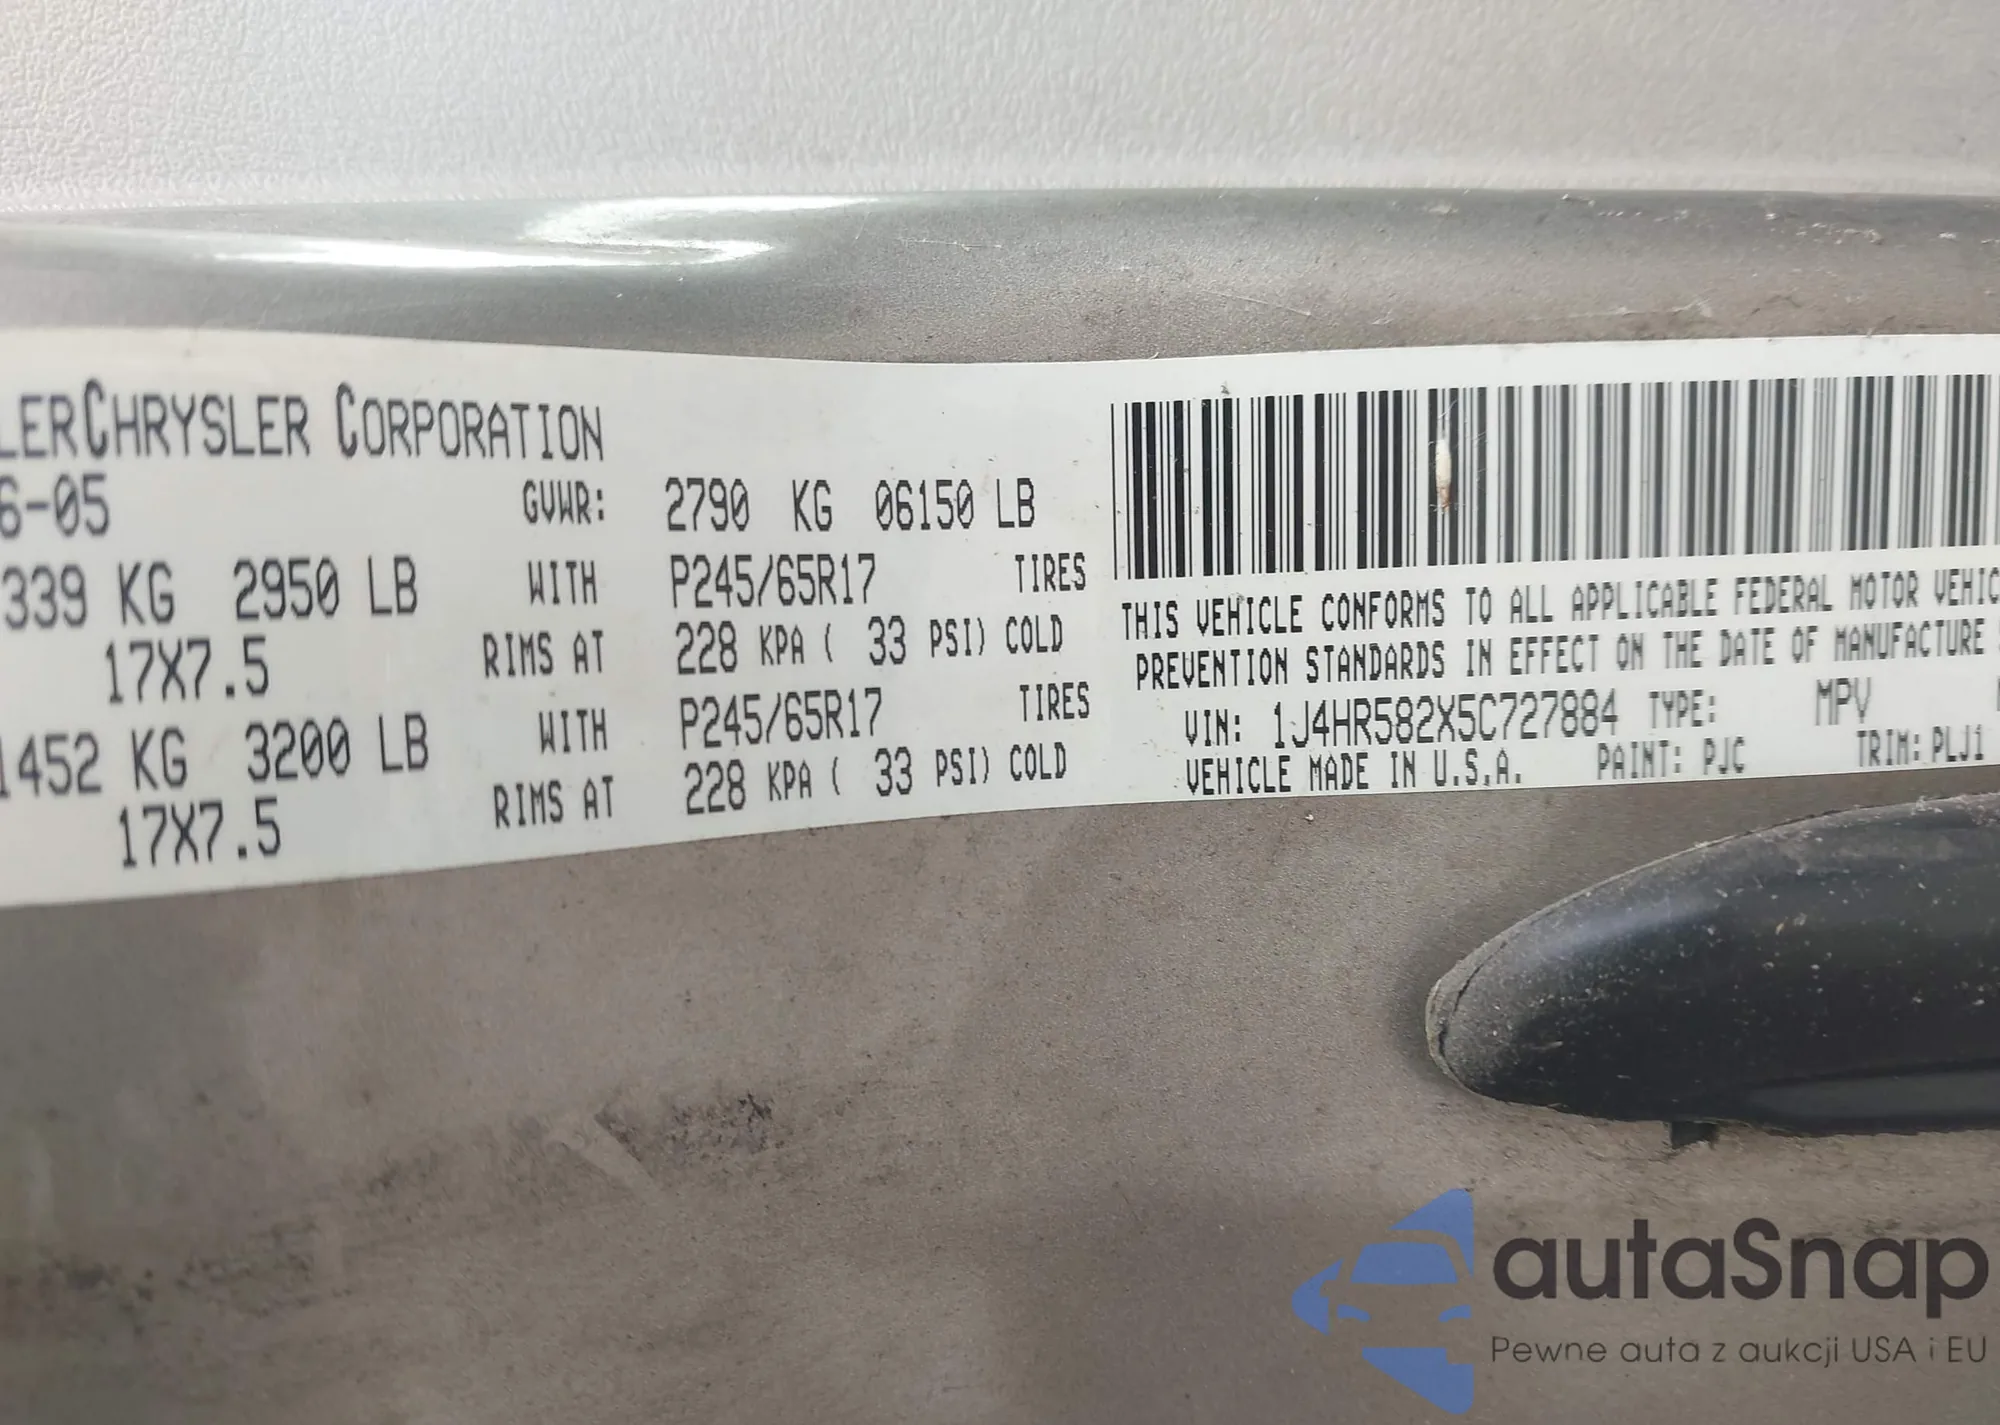 LERCHRYSLER CORPORATION
6-05 GVWR: 2790 KG 06150 LB
339 KG 2950 LB WITH P245/65R17 TIRES
17X7.5 RIMS AT 228 KPA ( 33 PSI) COLD
1452 KG 3200 LB WITH P245/65R17 TIRES
17X7.5 RIMS AT 228 KPA ( 33 PSI) COLD
THIS VEHICLE CONFORMS TO ALL APPLICABLE FEDERAL MOTOR VEHIC
PREVENTION STANDARDS IN EFFECT ON THE DATE OF MANUFACTURE
VIN: 1J4HR582X5C727884 TYPE: MPV
VEHICLE MADE IN U.S.A. PAINT: PJC TRIM: PLJ1
autaSnap
Pewne auta z aukcji USA i EU